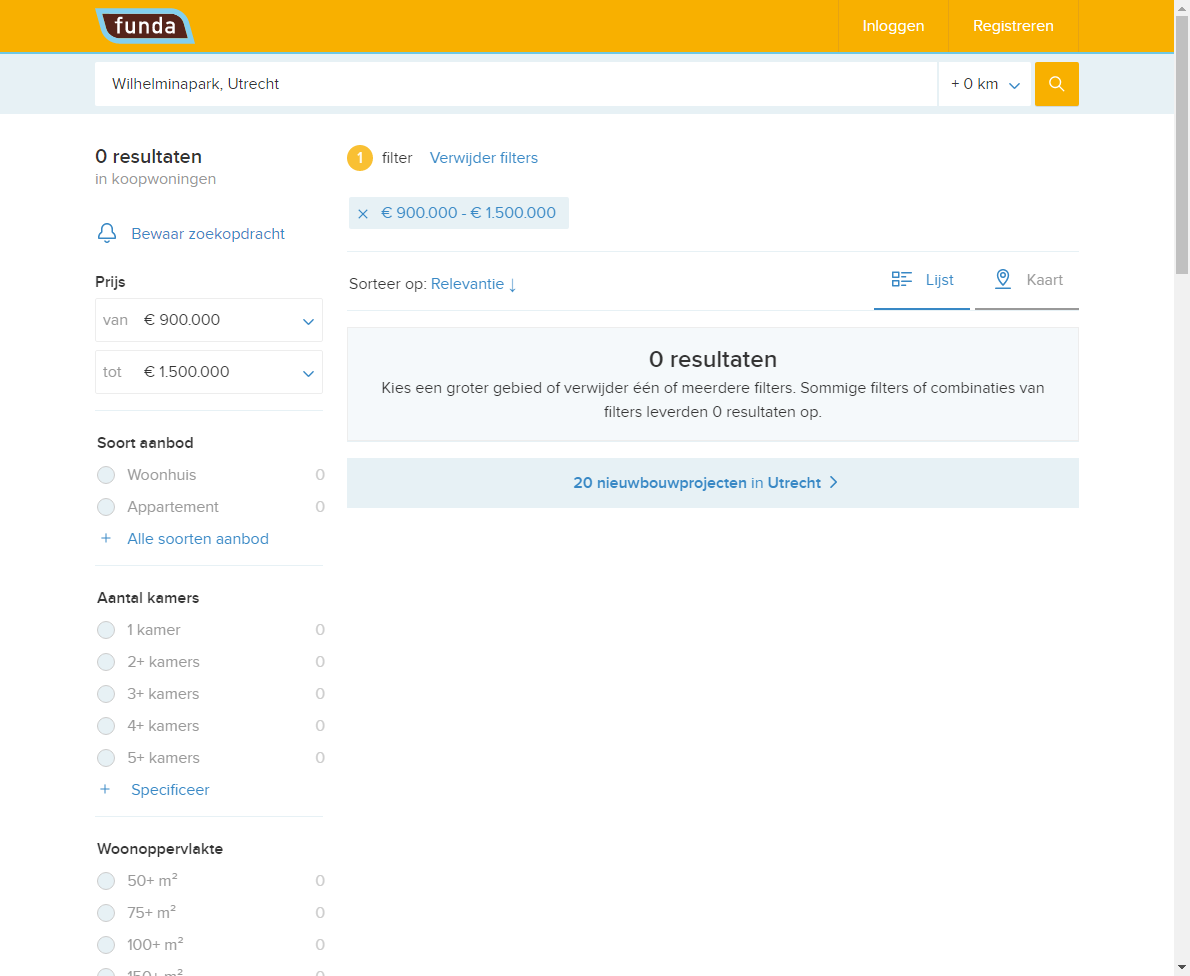 funda
Inloggen
Registreren
Wilhelminapark, Utrecht
+ 0 km
0 resultaten
in koopwoningen
Bewaar zoekopdracht
Prijs
van € 900.000
tot € 1.500.000
Soort aanbod
Woonhuis 0
Appartement 0
+ Alle soorten aanbod
Aantal kamers
1 kamer 0
2+ kamers 0
3+ kamers 0
4+ kamers 0
5+ kamers 0
+ Specificeer
Woonoppervlakte
50+ m² 0
75+ m² 0
100+ m² 0
150+ m² 0
1 filter Verwijder filters
× € 900.000 - € 1.500.000
Sorteer op: Relevantie ↓
Lijst
Kaart
0 resultaten
Kies een groter gebied of verwijder één of meerdere filters. Sommige filters of combinaties van
filters leverden 0 resultaten op.
20 nieuwbouwprojecten in Utrecht >